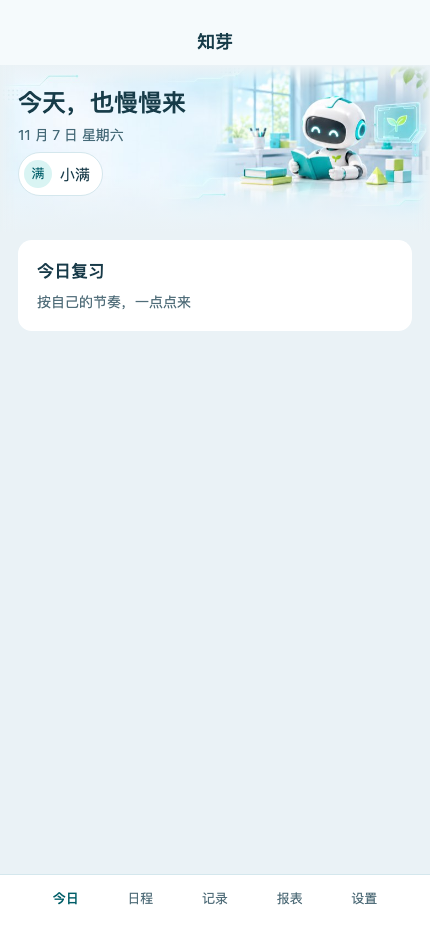 知芽
今天，也慢慢来
11 月 7 日 星期六
满 小满
今日复习
按自己的节奏，一点点来
今日 日程 记录 报表 设置